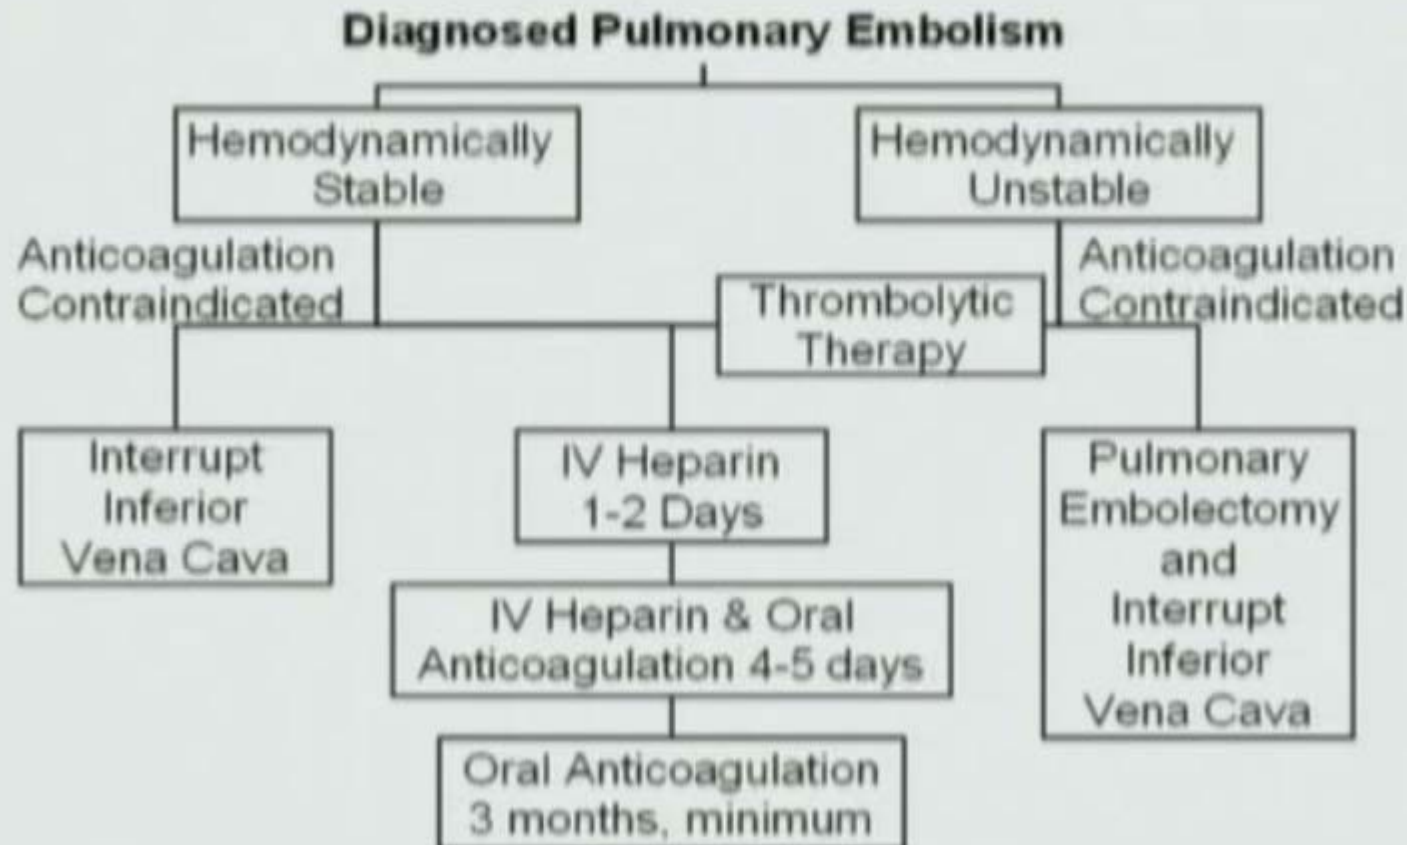 Diagnosed Pulmonary Embolism
Hemodynamically
Stable
Hemodynamically
Unstable
Anticoagulation
Contraindicated
Thrombolytic
Therapy
Anticoagulation
Contraindicated
Interrupt
Inferior
Vena Cava
IV Heparin
1-2 Days
Pulmonary
Embolectomy
and
Interrupt
Inferior
Vena Cava
IV Heparin & Oral
Anticoagulation 4-5 days
Oral Anticoagulation
3 months, minimum